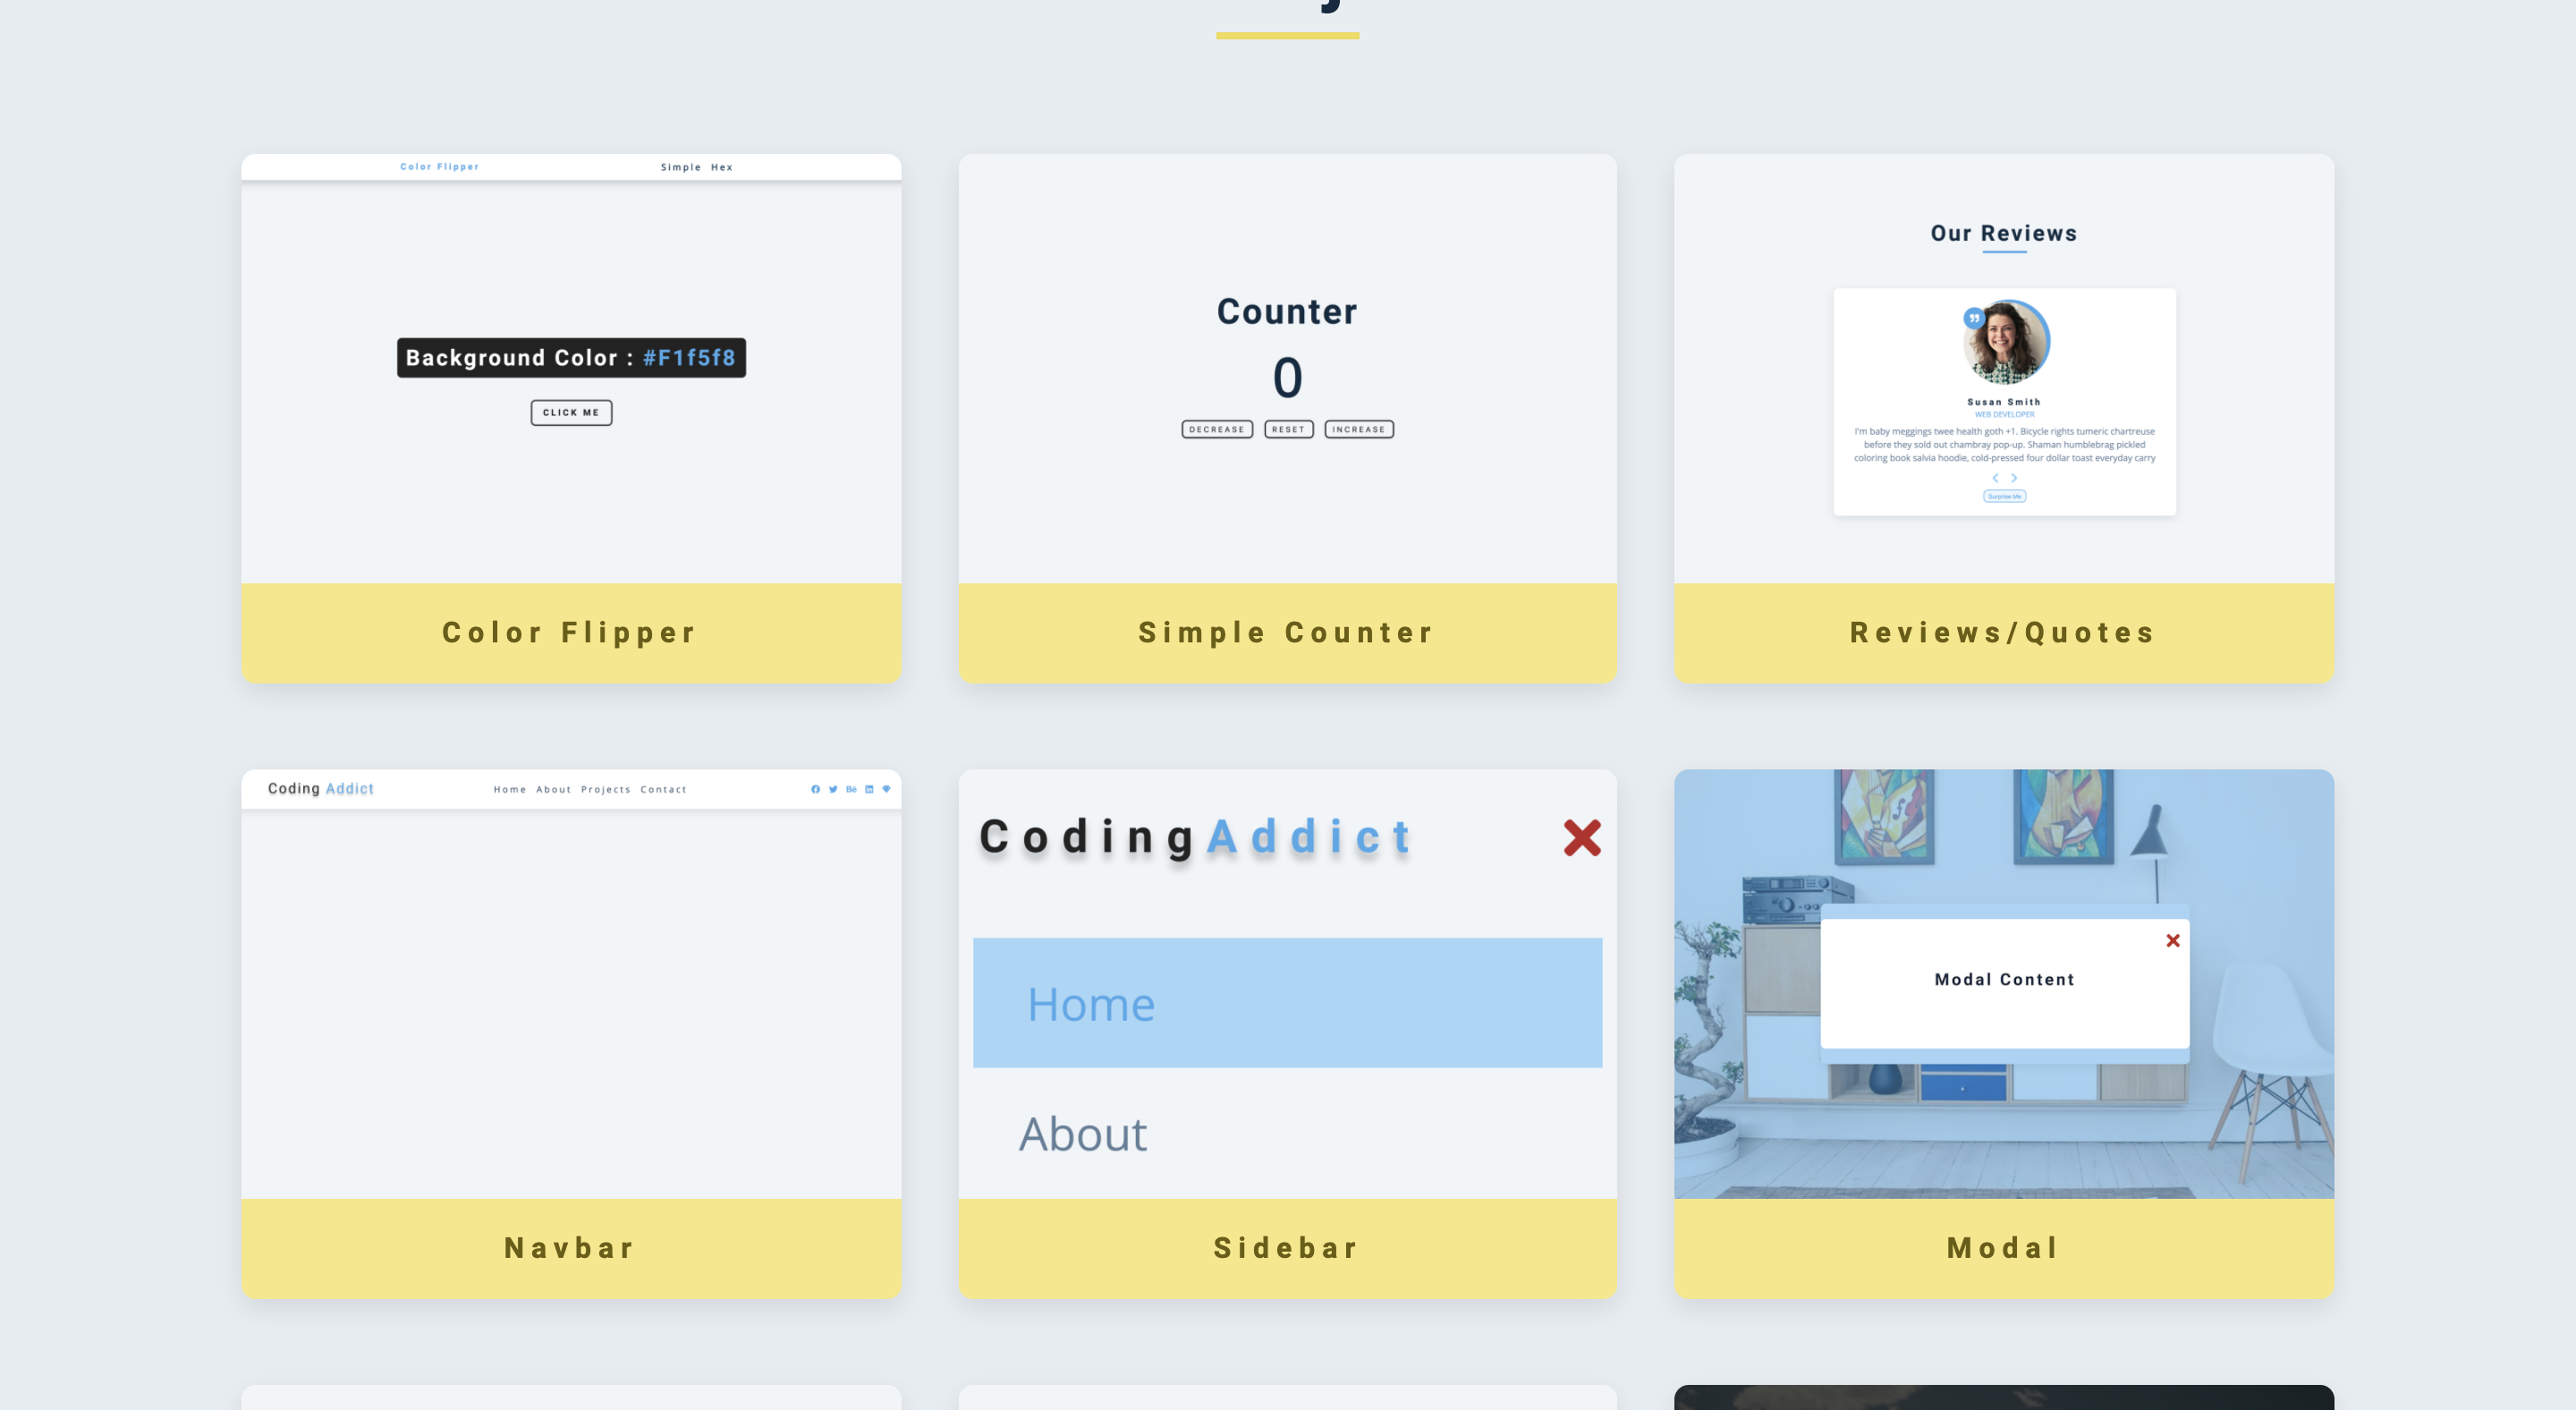 Color Flipper
Simple Hex
Background Color : #F1f5f8
CLICK ME
Color Flipper
Counter
0
DECREASE RESET INCREASE
Simple Counter
Our Reviews
Susan Smith
WEB DEVELOPER
I'm baby meggings twee health goth +1. Bicycle rights tumeric chartreuse
before they sold out chambray pop-up. Shaman humblebrag pickled
coloring book salvia hoodie, cold-pressed four dollar toast everyday carry
Surprise Me
Reviews/Quotes
Coding Addict
Home About Projects Contact
Bē
Navbar
CodingAddict
Home
About
Sidebar
Modal Content
Modal